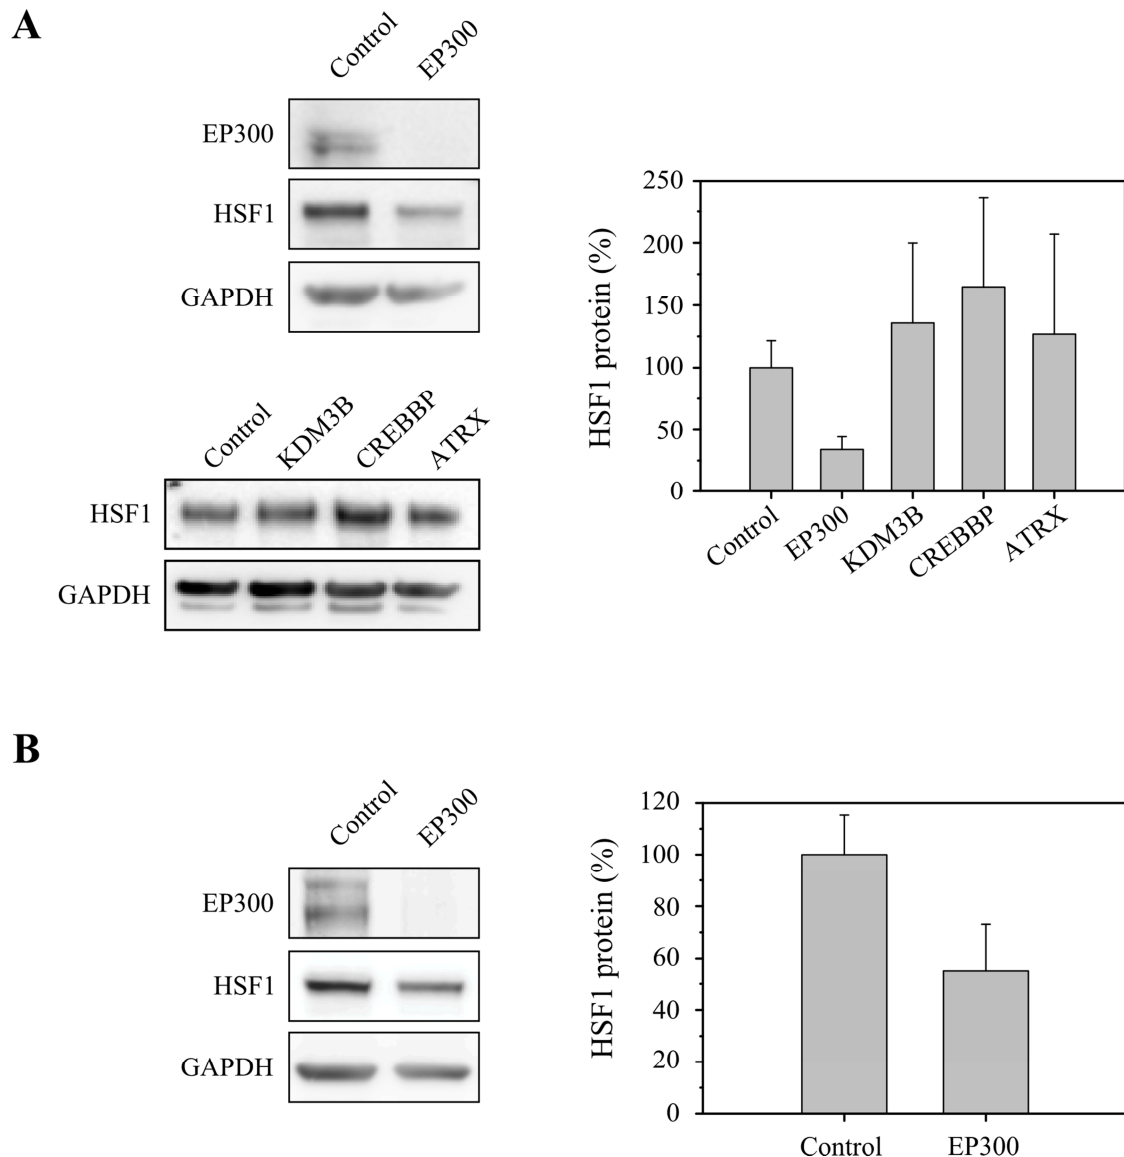 A
Control
EP300
EP300
HSF1
GAPDH
Control
KDM3B
CREBBP
ATRX
HSF1
GAPDH
HSF1 protein (%)
250
200
150
100
50
0
Control
EP300
KDM3B
CREBBP
ATRX
B
Control
EP300
EP300
HSF1
GAPDH
HSF1 protein (%)
120
100
80
60
40
20
0
Control
EP300